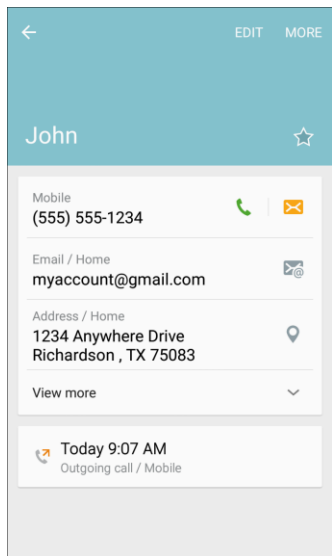 EDIT MORE
John
Mobile
(555) 555-1234
Email / Home
myaccount@gmail.com
Address / Home
1234 Anywhere Drive
Richardson , TX 75083
View more
Today 9:07 AM
Outgoing call / Mobile